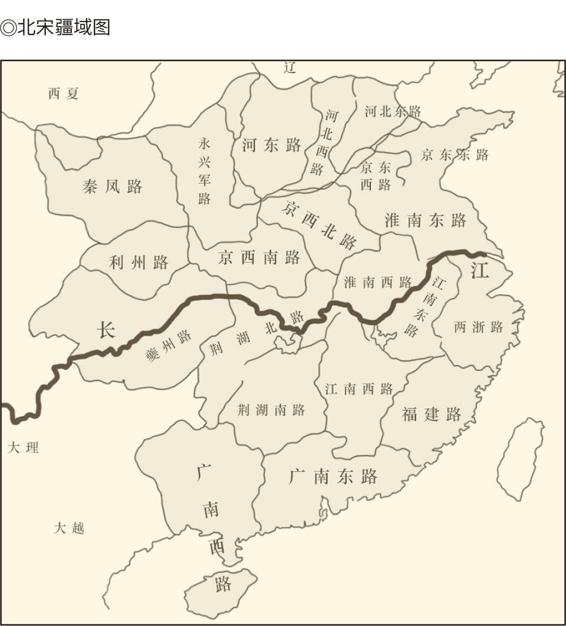 ◎北宋疆域图
辽
西夏
河北东路
河北西路
永兴军路
河东路
京东东路
京东
西路
秦凤路
京西北路
淮南东路
利州路
京西南路
江
淮南西路
江南东路
长
夔州路
荆湖北路
两浙路
江南西路
荆湖南路
福建路
大理
广南东路
广南西路
大越